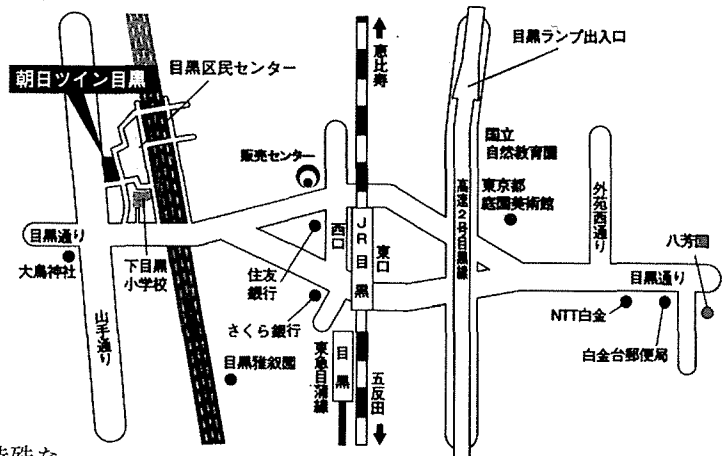 恵比寿
目黒ランプ出入口
目黒区民センター
朝日ツイン目黒
販売センター
国立
自然教育園
東京都
庭園美術館
高速2号目黒線
外苑西通り
八芳園
目黒通り
大鳥神社
下目黒
小学校
山手通り
住友
銀行
西口
JR目黒
東口
目黒通り
NTT白金
白金台郵便局
さくら銀行
目黒雅叙園
東急目蒲線
目黒
五反田
特殊な